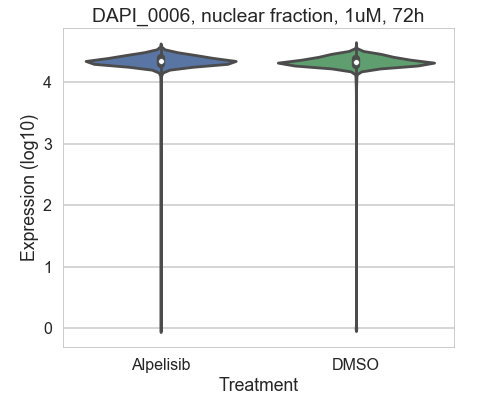 DAPI_0006, nuclear fraction, 1uM, 72h
Expression (log10)
4
3
2
1
0
Alpelisib
DMSO
Treatment